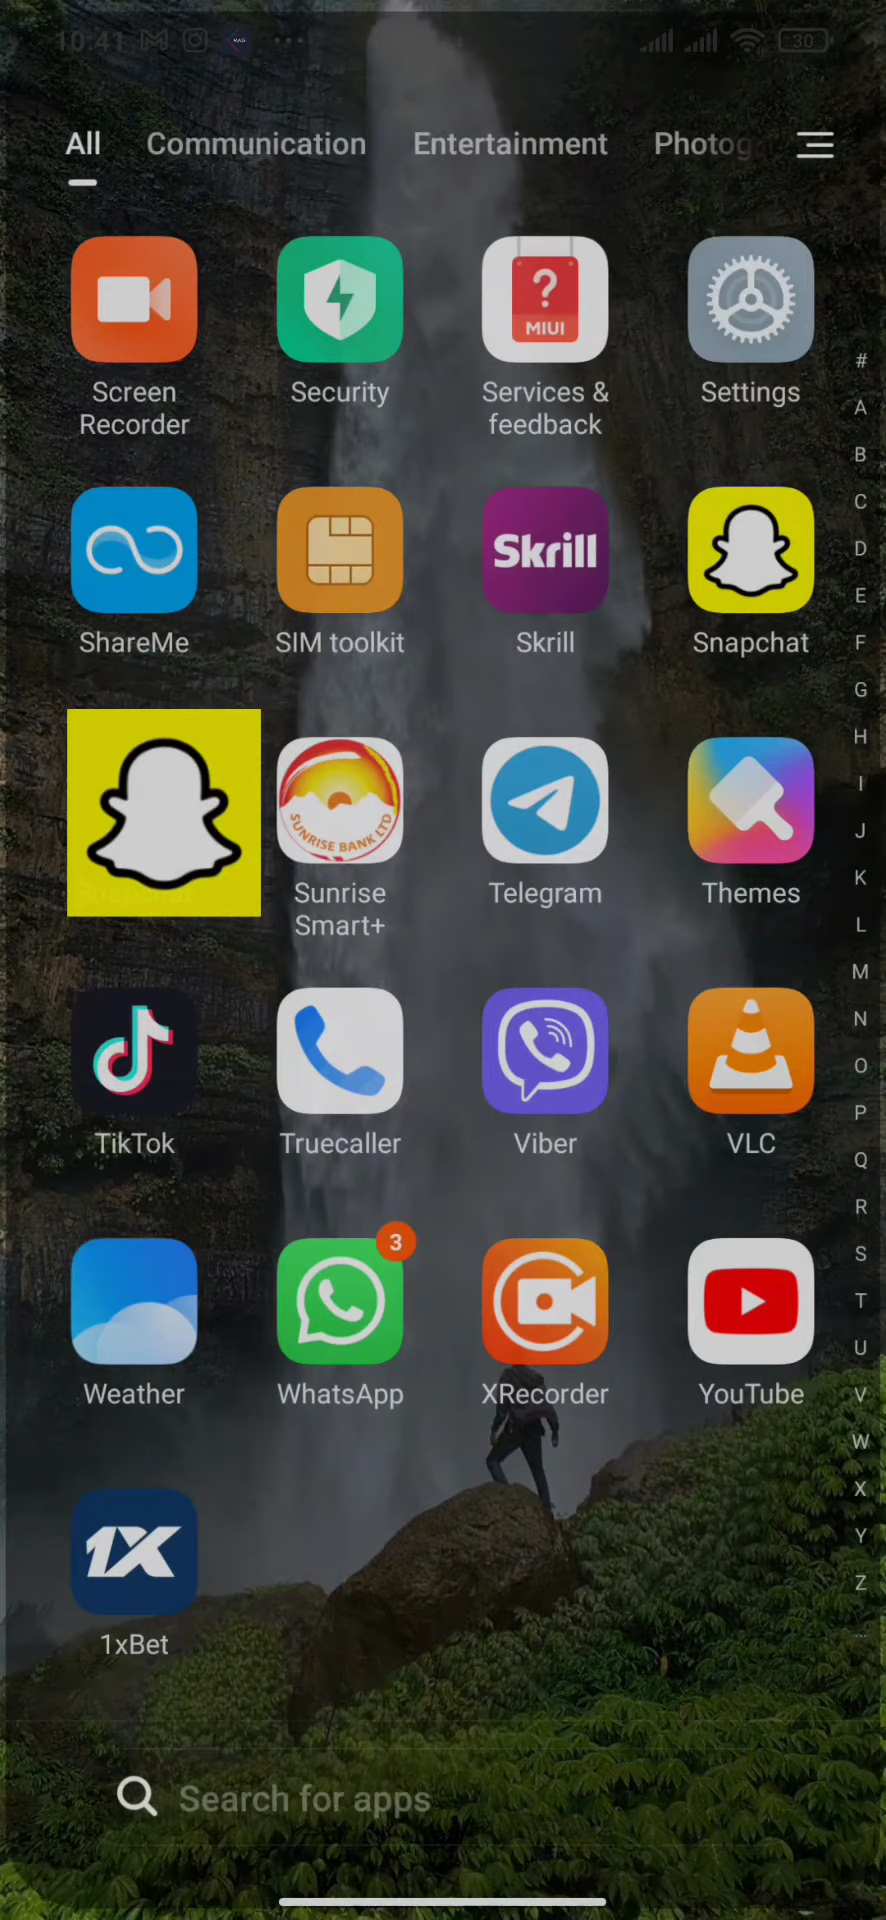 10:41
30
All Communication Entertainment Photog
?
MIUI
Screen
Recorder
Security
Services &
feedback
Settings
#
A
B
C
D
E
F
G
H
I
J
K
L
M
N
O
P
Q
R
S
T
U
V
W
X
Y
Z
Skrill
ShareMe
SIM toolkit
Skrill
Snapchat
SUNRISE BANK LTD
Snapchat
Sunrise
Smart+
Telegram
Themes
TikTok
Truecaller
Viber
VLC
3
Weather
WhatsApp
XRecorder
YouTube
1X
1xBet
Search for apps